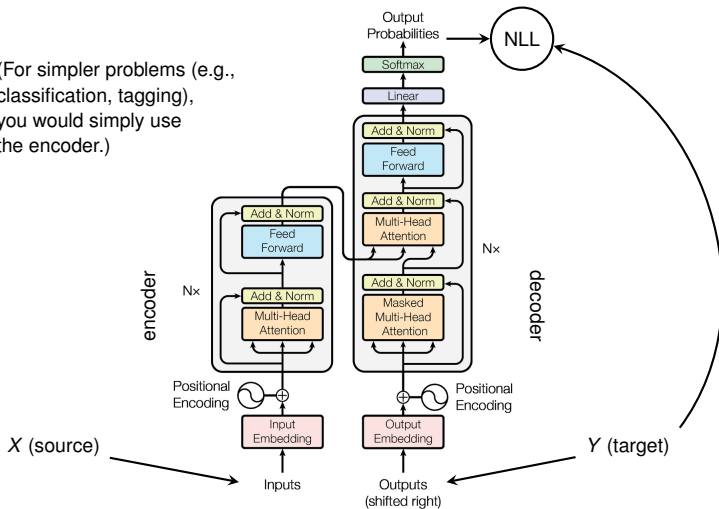 Output
Probabilities
NLL
Softmax
(For simpler problems (e.g.,
classification, tagging),
you would simply use
the encoder.)
Linear
Add & Norm
Feed
Forward
Add & Norm
Multi-Head
Attention
Add & Norm
Masked
Multi-Head
Attention
N×
decoder
Add & Norm
Feed
Forward
Add & Norm
Multi-Head
Attention
N×
encoder
Positional
Encoding
Positional
Encoding
Input
Embedding
Output
Embedding
X (source)
Y (target)
Inputs
Outputs
(shifted right)